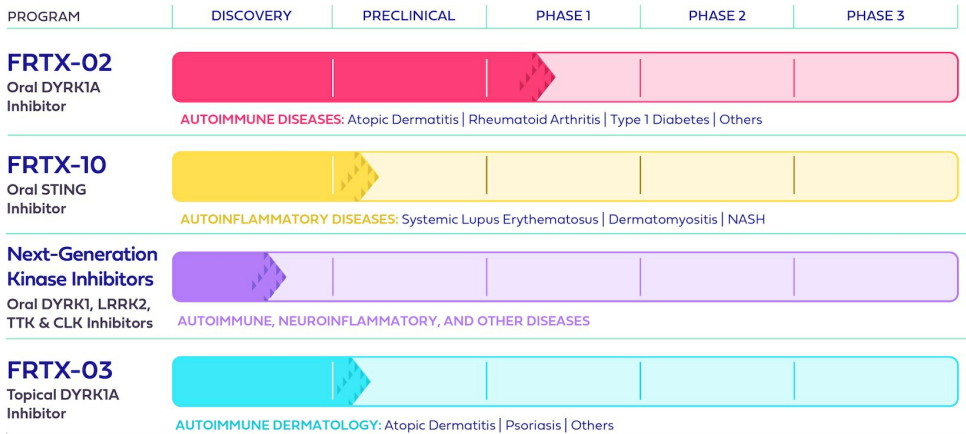 PROGRAM DISCOVERY PRECLINICAL PHASE 1 PHASE 2 PHASE 3
FRTX-02
Oral DYRK1A
Inhibitor
AUTOIMMUNE DISEASES: Atopic Dermatitis | Rheumatoid Arthritis | Type 1 Diabetes | Others
FRTX-10
Oral STING
Inhibitor
AUTOINFLAMMATORY DISEASES: Systemic Lupus Erythematosus | Dermatomyositis | NASH
Next-Generation
Kinase Inhibitors
Oral DYRK1, LRRK2,
TTK & CLK Inhibitors
AUTOIMMUNE, NEUROINFLAMMATORY, AND OTHER DISEASES
FRTX-03
Topical DYRK1A
Inhibitor
AUTOIMMUNE DERMATOLOGY: Atopic Dermatitis | Psoriasis | Others